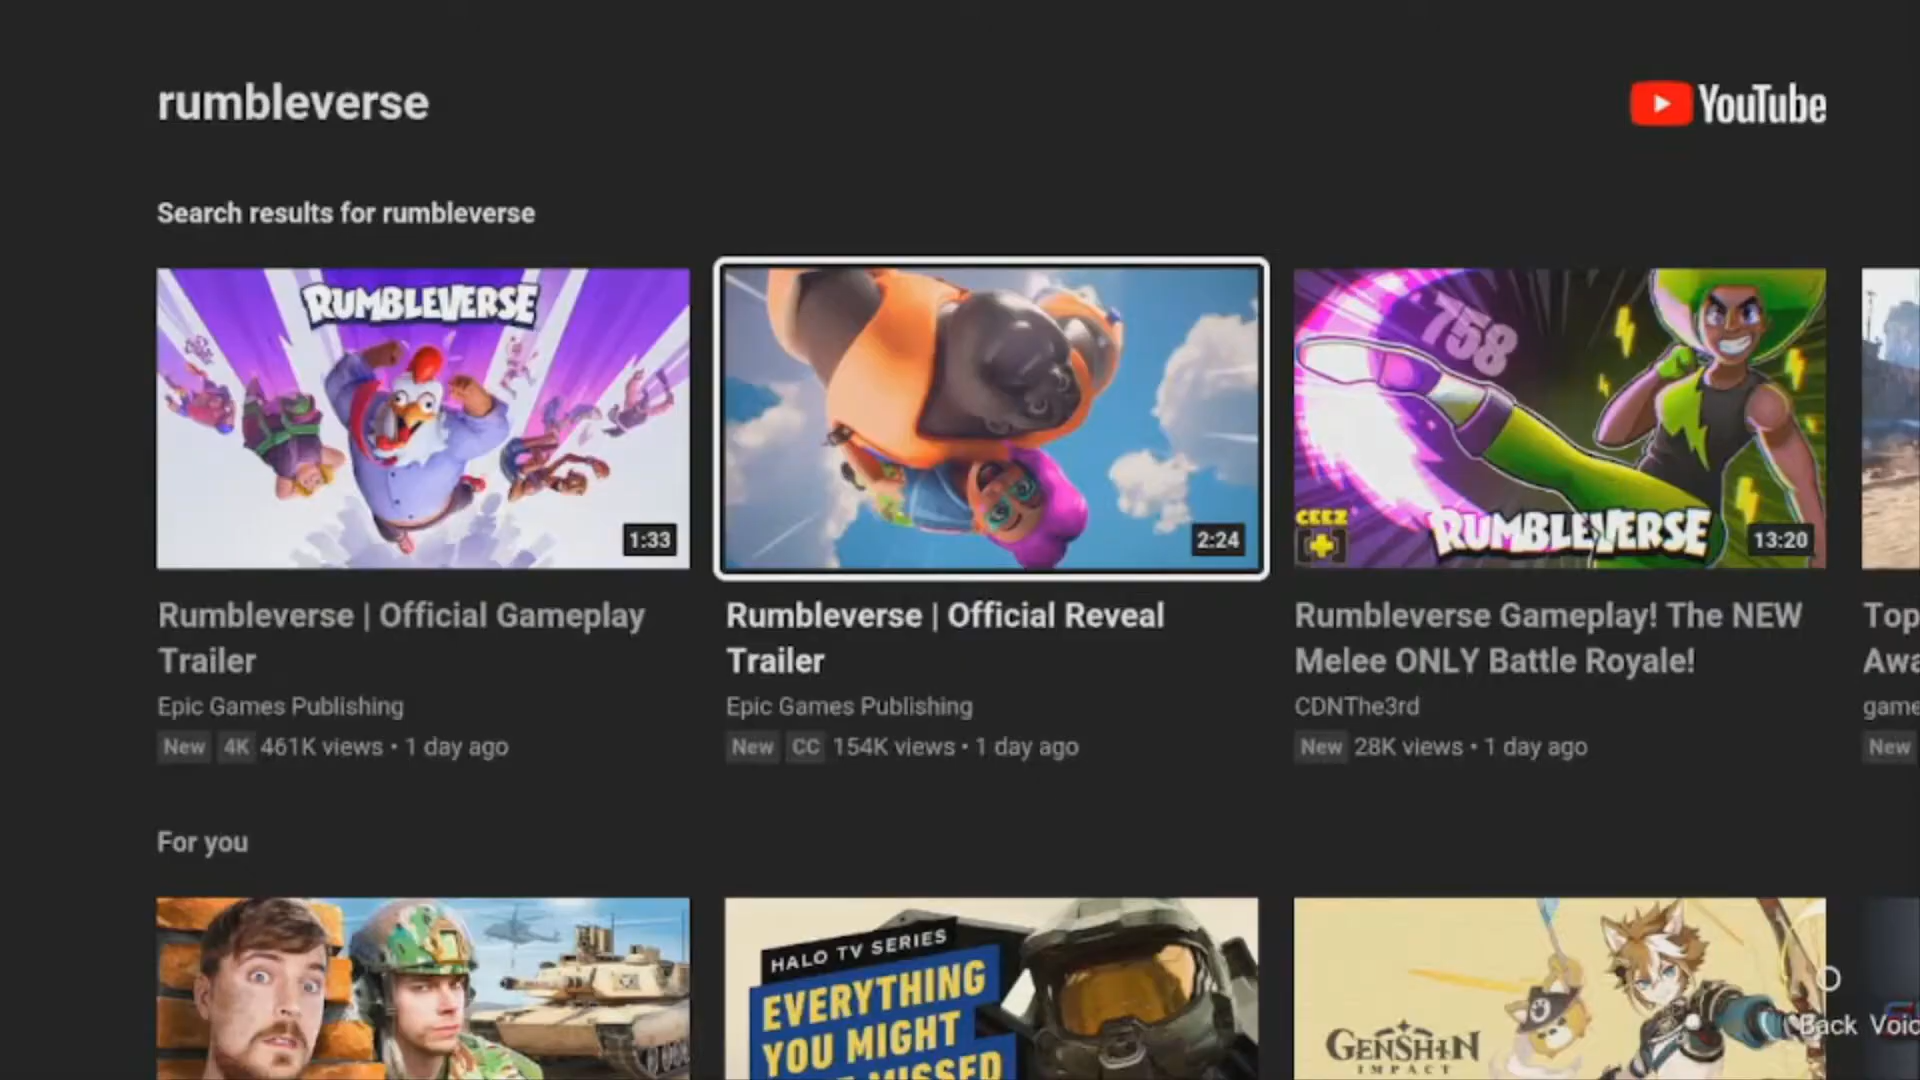 rumbleverse
YouTube
Search results for rumbleverse
RUMBLEVERSE
1:33
2:24
758
CEEZ
RUMBLEVERSE
13:20
Rumbleverse | Official Gameplay
Trailer
Epic Games Publishing
New 4K 461K views • 1 day ago
Rumbleverse | Official Reveal
Trailer
Epic Games Publishing
New CC 154K views • 1 day ago
Rumbleverse Gameplay! The NEW
Melee ONLY Battle Royale!
CDNThe3rd
New 28K views • 1 day ago
Top
game
New
For you
HALO TV SERIES
EVERYTHING
YOU MIGHT
MISSED
GENSHIN
IMPACT
Back